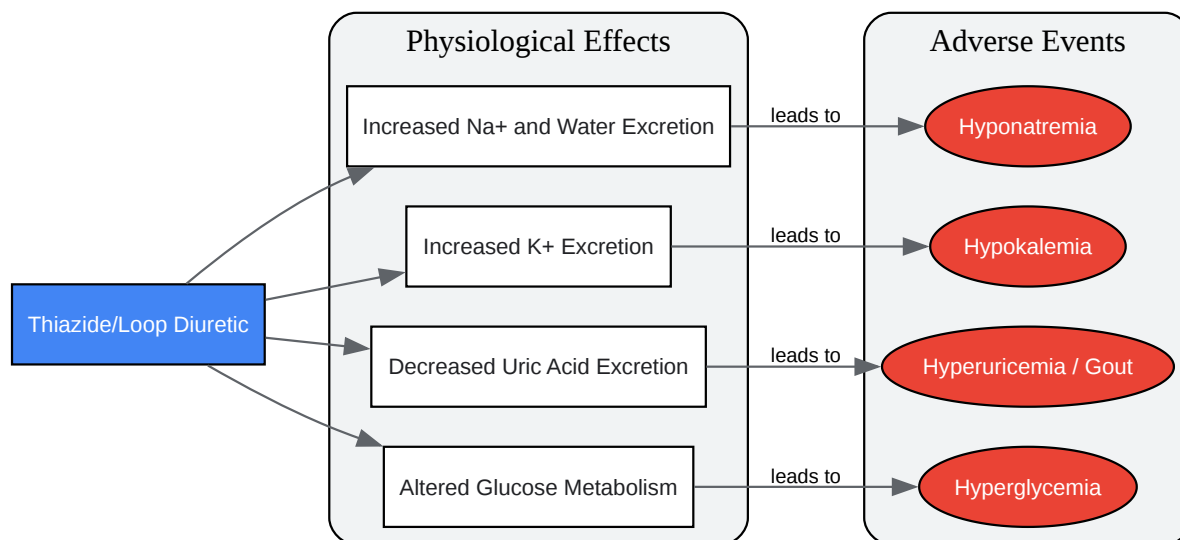 Physiological Effects
Adverse Events
Increased Na+ and Water Excretion
leads to
Hyponatremia
Increased K+ Excretion
leads to
Hypokalemia
Thiazide/Loop Diuretic
Decreased Uric Acid Excretion
leads to
Hyperuricemia / Gout
Altered Glucose Metabolism
leads to
Hyperglycemia